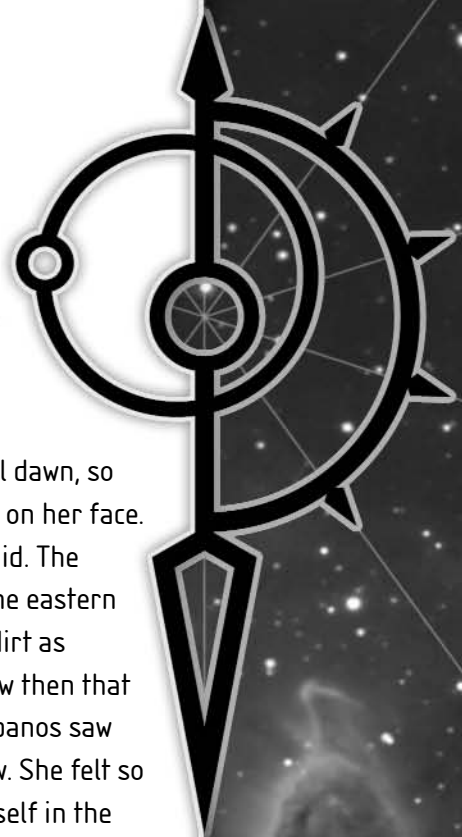 l dawn, so
on her face.
id. The
he eastern
dirt as
w then that
banos saw
w. She felt so
self in the